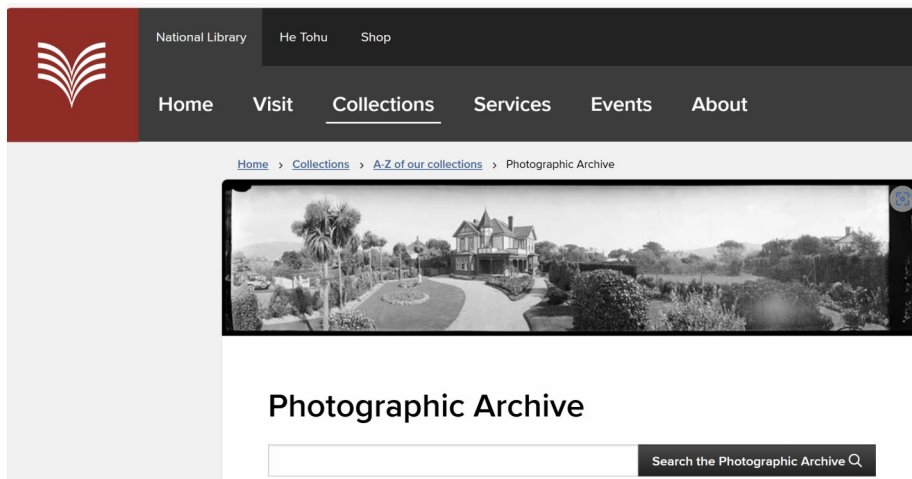 National Library He Tohu Shop
Home Visit Collections Services Events About
Home > Collections > A-Z of our collections > Photographic Archive
Photographic Archive
Search the Photographic Archive